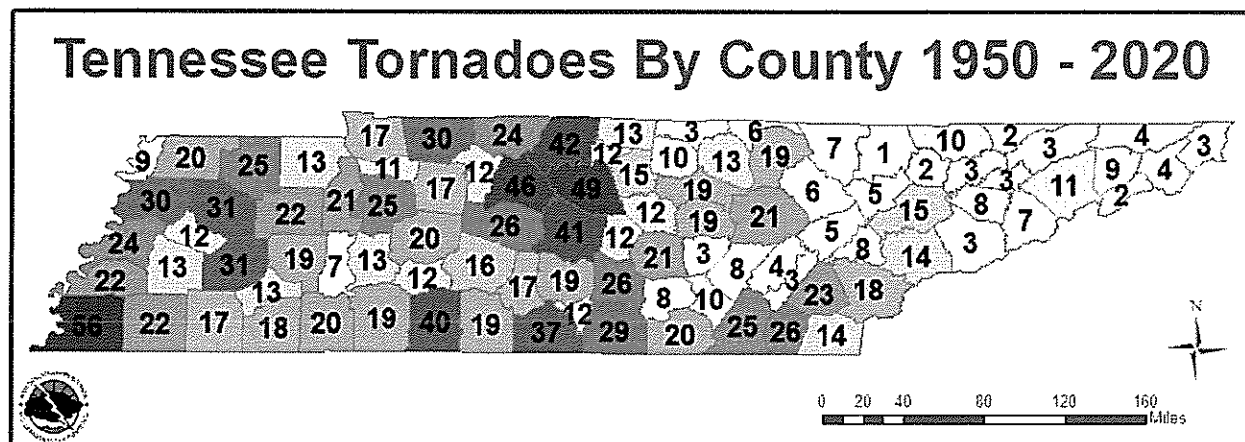 Tennessee Tornadoes By County 1950 - 2020
17 30 24 42 13 3 6 7 10 2 3 4 3
9 20 25 13 11 12 12 10 13 19 1 2 3 9 4
17 46 49 15 19 6 5 3 11 2
30 31 22 21 25 12 19 21 15 8 7
24 12 20 26 41 12 5 8 3
13 31 19 7 13 16 21 3 8 4 14
22 13 12 17 19 26 3 18
8 10 23
56 22 17 18 20 19 40 19 37 12 29 20 25 26 14
N
0 20 40 80 120 160
Miles